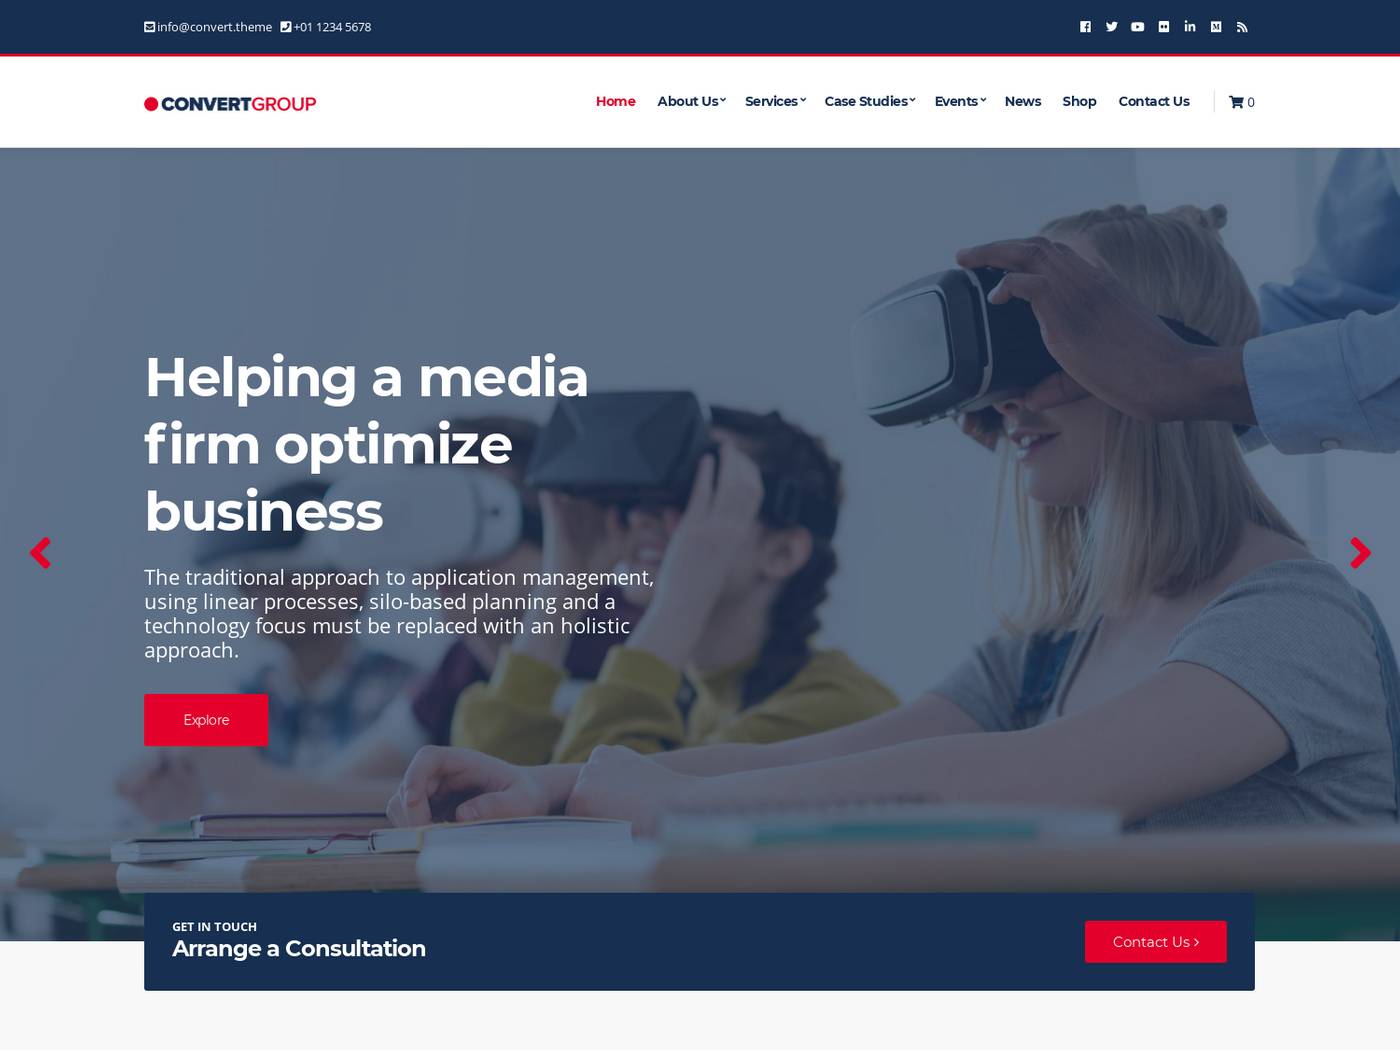 info@convert.theme +01 1234 5678
CONVERTGROUP
Home About Us Services Case Studies Events News Shop Contact Us 0
Helping a media
firm optimize
business
The traditional approach to application management,
using linear processes, silo-based planning and a
technology focus must be replaced with an holistic
approach.
Explore
GET IN TOUCH
Arrange a Consultation
Contact Us